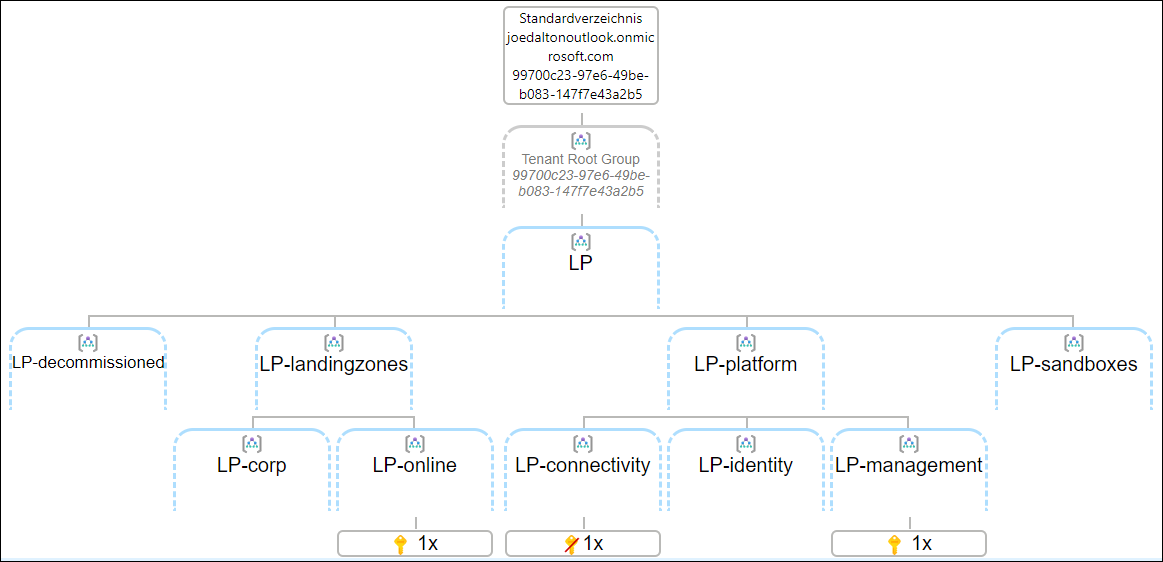 Standardverzeichnis
joedaltonoutlook.onmic
rosoft.com
99700c23-97e6-49be-
b083-147f7e43a2b5
Tenant Root Group
99700c23-97e6-49be-
b083-147f7e43a2b5
LP
LP-decommissioned
LP-landingzones
LP-platform
LP-sandboxes
LP-corp
LP-online
LP-connectivity
LP-identity
LP-management
1x
1x
1x